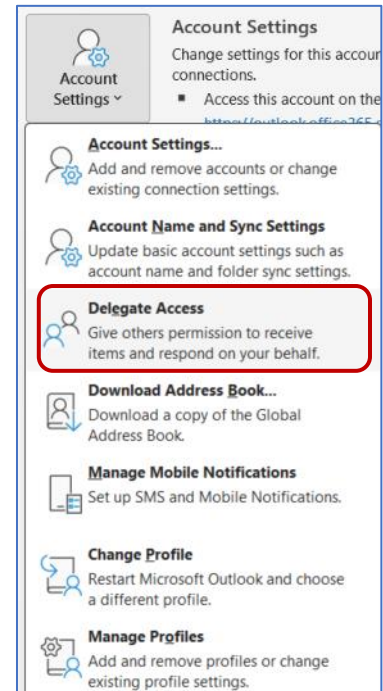 Account Settings
Change settings for this accour
connections.
▪ Access this account on the
https://outlook.office365.
Account
Settings ˅
Account Settings...
Add and remove accounts or change
existing connection settings.
Account Name and Sync Settings
Update basic account settings such as
account name and folder sync settings.
Delegate Access
Give others permission to receive
items and respond on your behalf.
Download Address Book...
Download a copy of the Global
Address Book.
Manage Mobile Notifications
Set up SMS and Mobile Notifications.
Change Profile
Restart Microsoft Outlook and choose
a different profile.
Manage Profiles
Add and remove profiles or change
existing profile settings.